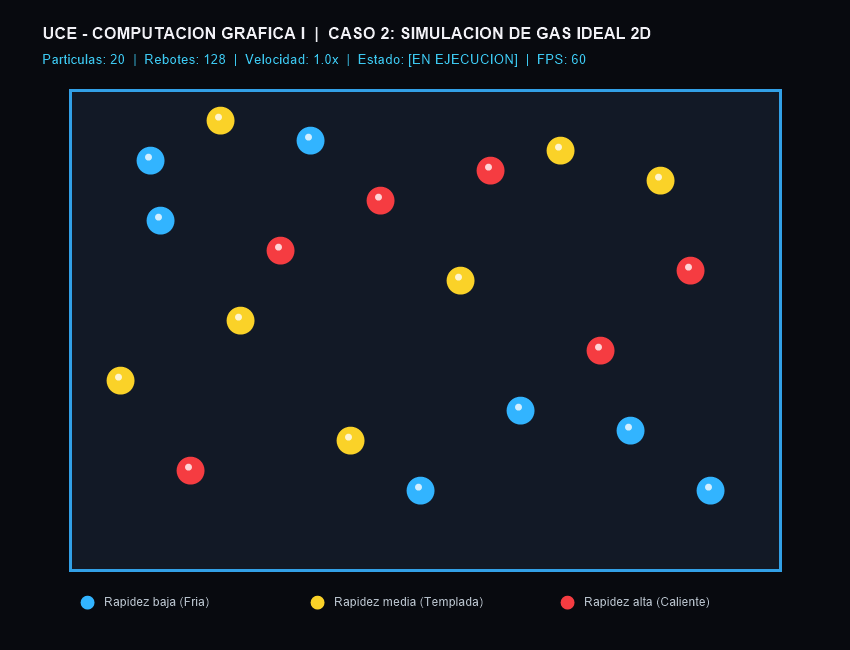 UCE - COMPUTACION GRAFICA I | CASO 2: SIMULACION DE GAS IDEAL 2D
Particulas: 20 | Rebotes: 128 | Velocidad: 1.0x | Estado: [EN EJECUCION] | FPS: 60
Rapidez baja (Fria) Rapidez media (Templada) Rapidez alta (Caliente)